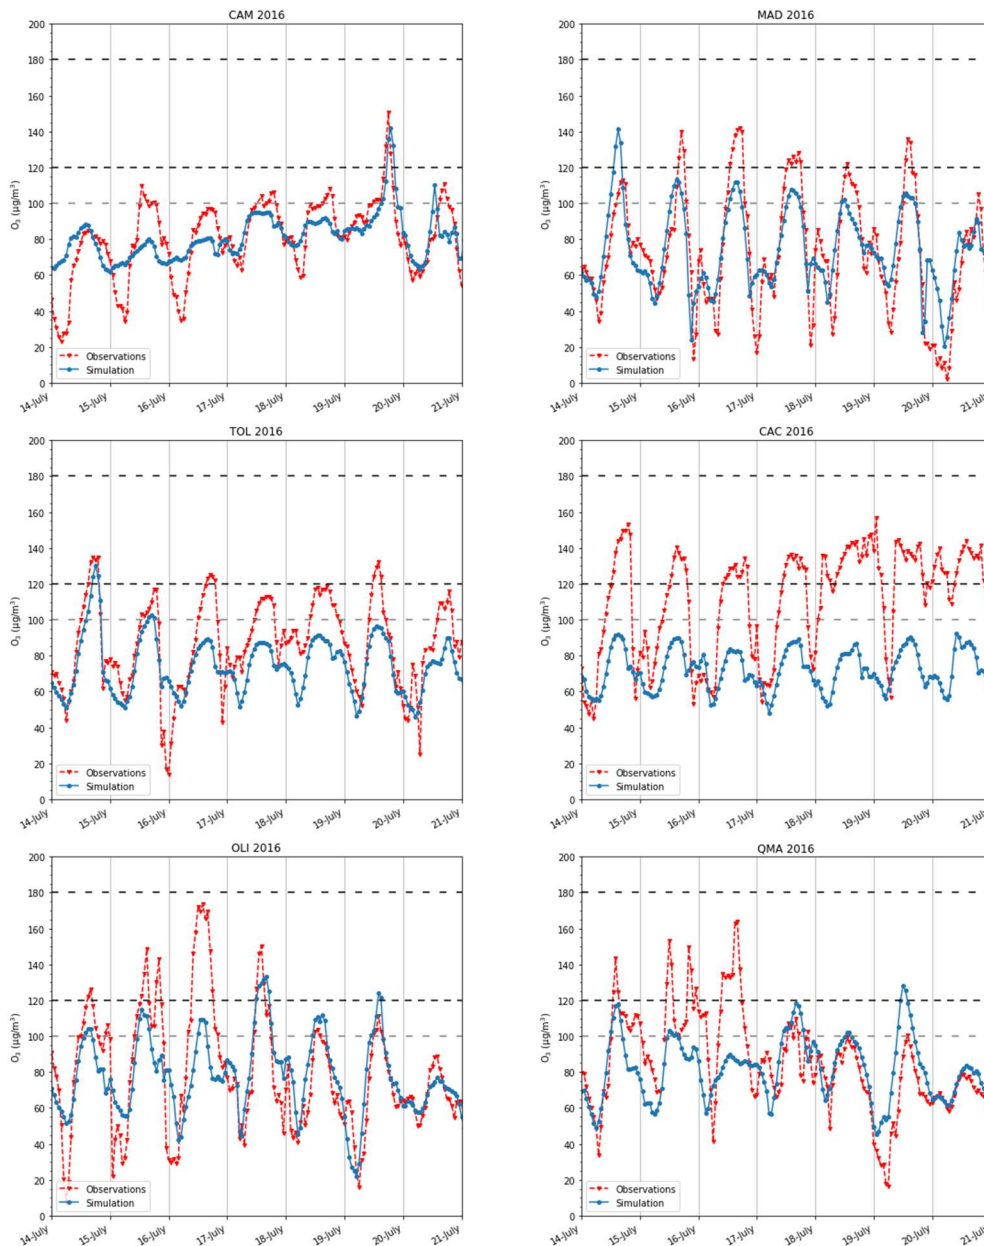 CAM 2016
200
180
160
140
120
100
80
60
40
20
0
O₃ (μg/m³)
Observations
Simulation
14-July
15-July
16-July
17-July
18-July
19-July
20-July
21-July
MAD 2016
200
180
160
140
120
100
80
60
40
20
0
O₃ (μg/m³)
Observations
Simulation
14-July
15-July
16-July
17-July
18-July
19-July
20-July
TOL 2016
200
180
160
140
120
100
80
60
40
20
0
O₃ (μg/m³)
Observations
Simulation
14-July
15-July
16-July
17-July
18-July
19-July
20-July
21-July
CAC 2016
200
180
160
140
120
100
80
60
40
20
0
O₃ (μg/m³)
Observations
Simulation
14-July
15-July
16-July
17-July
18-July
19-July
20-July
OLI 2016
200
180
160
140
120
100
80
60
40
20
0
O₃ (μg/m³)
Observations
Simulation
14-July
15-July
16-July
17-July
18-July
19-July
20-July
21-July
QMA 2016
200
180
160
140
120
100
80
60
40
20
0
O₃ (μg/m³)
Observations
Simulation
14-July
15-July
16-July
17-July
18-July
19-July
20-July